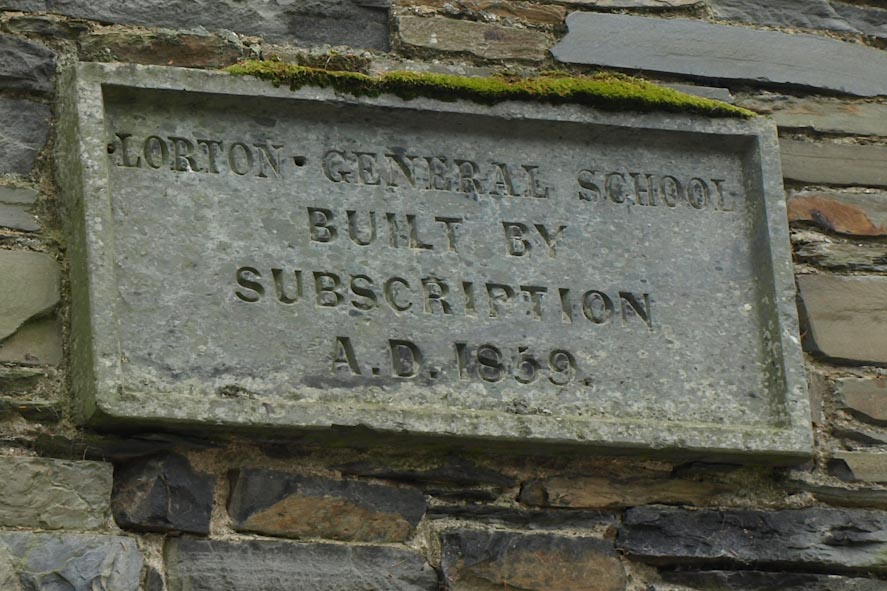 LORTON · GENERAL SCHOOL
BUILT BY
SUBSCRIPTION
A.D. 1859.